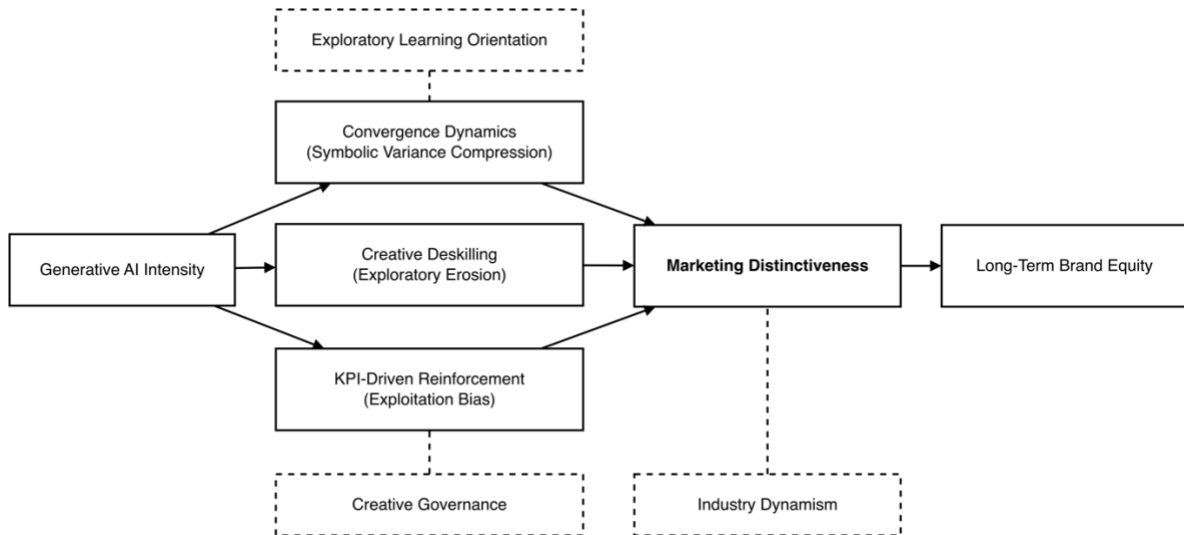 Exploratory Learning Orientation
Convergence Dynamics
(Symbolic Variance Compression)
Generative AI Intensity
Creative Deskilling
(Exploratory Erosion)
Marketing Distinctiveness
Long-Term Brand Equity
KPI-Driven Reinforcement
(Exploitation Bias)
Creative Governance
Industry Dynamism